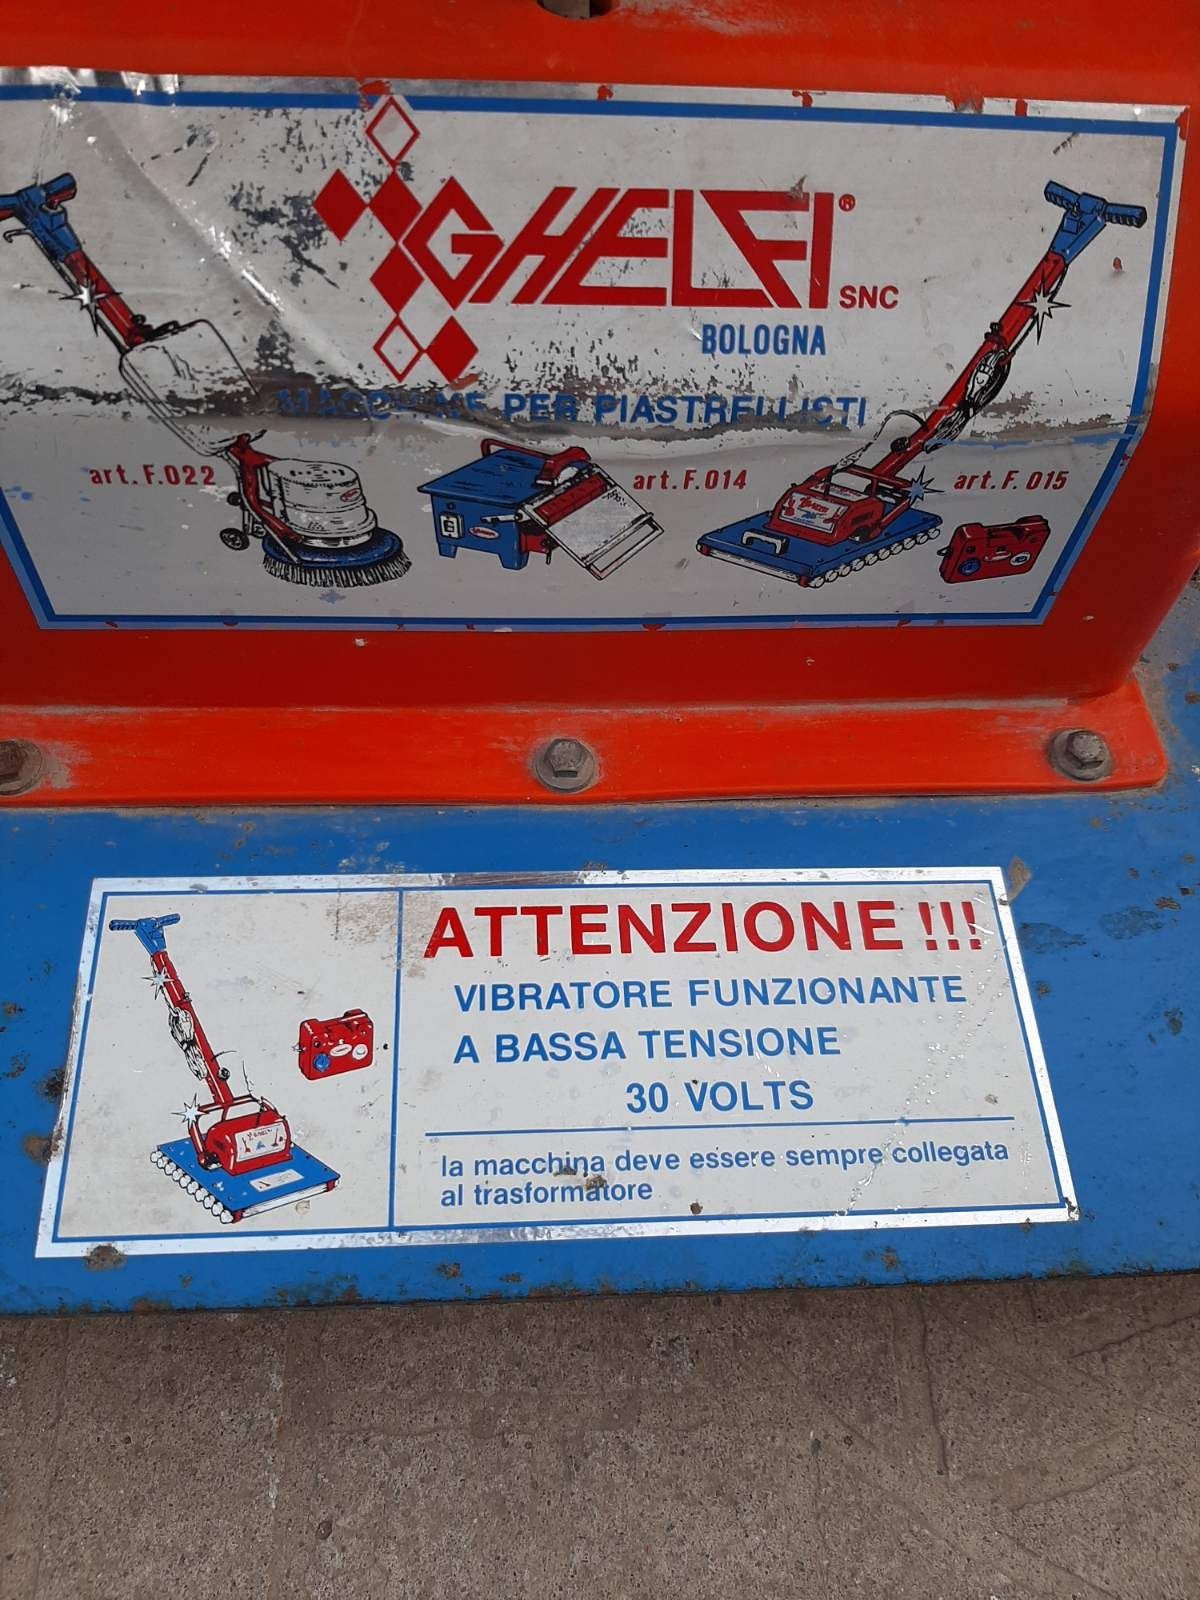 GHELFI® SNC
BOLOGNA
MACCHINE PER PIASTRELLISTI
art. F.022
art. F.014
art. F. 015
ATTENZIONE !!!
VIBRATORE FUNZIONANTE
A BASSA TENSIONE
30 VOLTS
la macchina deve essere sempre collegata
al trasformatore